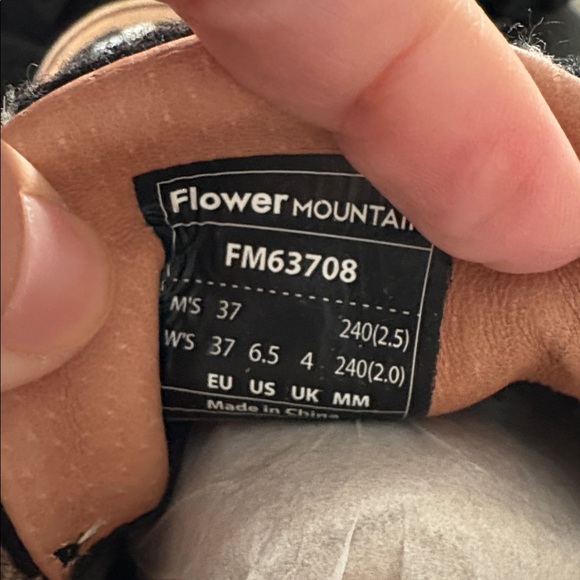 Flower MOUNTAI
FM63708
M'S 37 240(2.5)
W'S 37 6.5 4 240(2.0)
EU US UK MM
Made in China